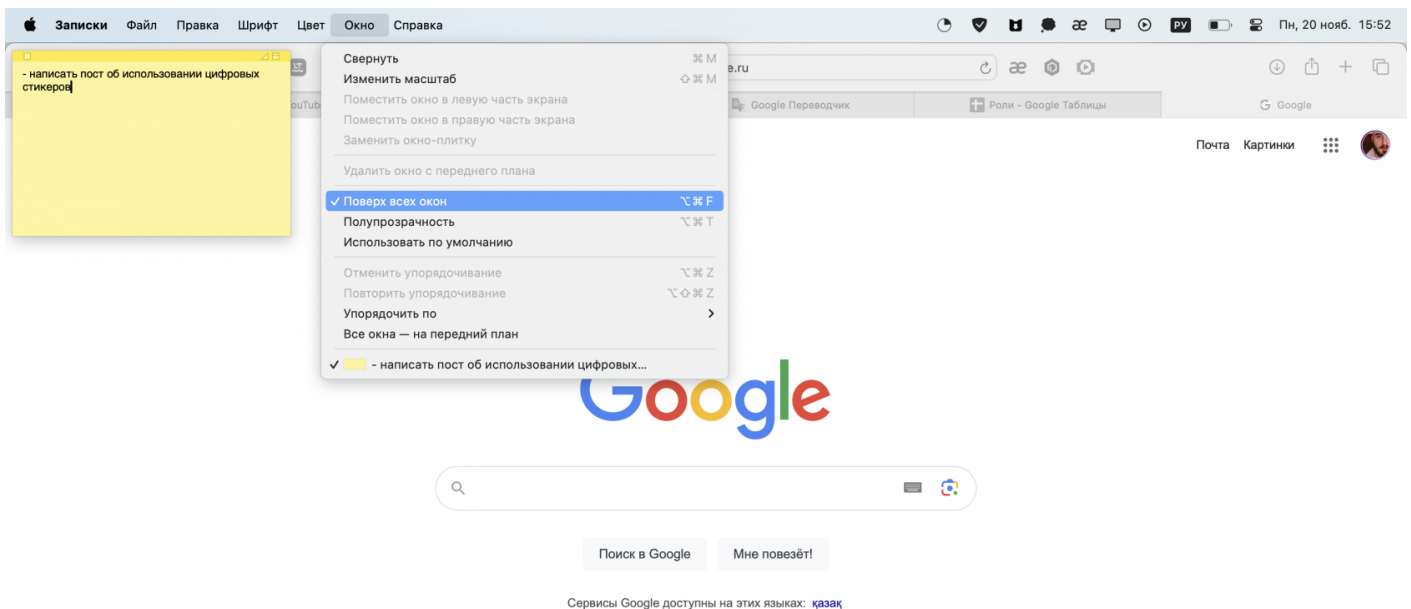 Записки Файл Правка Шрифт Цвет Окно Справка
РУ
Пн, 20 нояб. 15:52
- написать пост об использовании цифровых
стикеров
Свернуть ⌘ M
Изменить масштаб ⇧ ⌘ M
Поместить окно в левую часть экрана
Поместить окно в правую часть экрана
Заменить окно-плитку
Удалить окно с переднего плана
✓ Поверх всех окон ⌥ ⌘ F
Полупрозрачность ⌥ ⌘ T
Использовать по умолчанию
Отменить упорядочивание ⌥ ⌘ Z
Повторить упорядочивание ⌥ ⇧ ⌘ Z
Упорядочить по >
Все окна — на передний план
✓ - написать пост об использовании цифровых...
e.ru
ouTub
Google Переводчик
Роли - Google Таблицы
G Google
Почта Картинки
Google
Поиск в Google
Мне повезёт!
Сервисы Google доступны на этих языках: қазақ